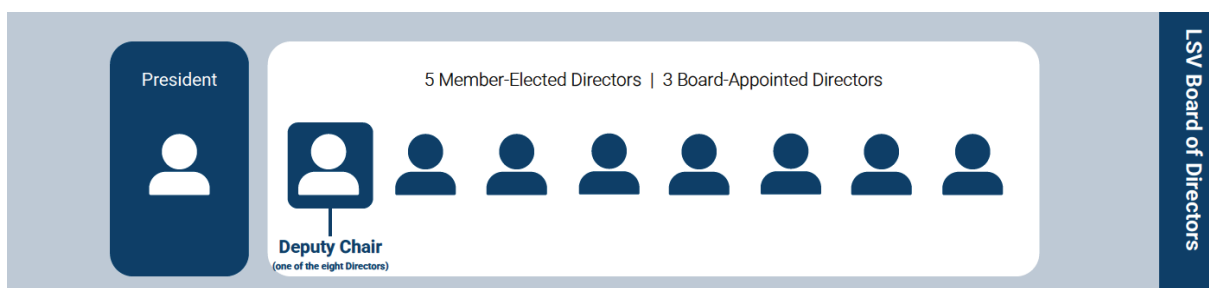 President
5 Member-Elected Directors | 3 Board-Appointed Directors
Deputy Chair
(one of the eight Directors)
LSV Board of Directors